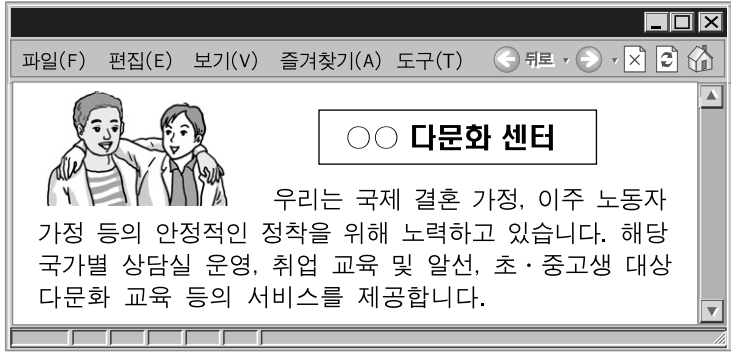 파일(F) 편집(E) 보기(V) 즐겨찾기(A) 도구(T) 뒤로
○○ 다문화 센터
우리는 국제 결혼 가정, 이주 노동자
가정 등의 안정적인 정착을 위해 노력하고 있습니다. 해당
국가별 상담실 운영, 취업 교육 및 알선, 초·중고생 대상
다문화 교육 등의 서비스를 제공합니다.